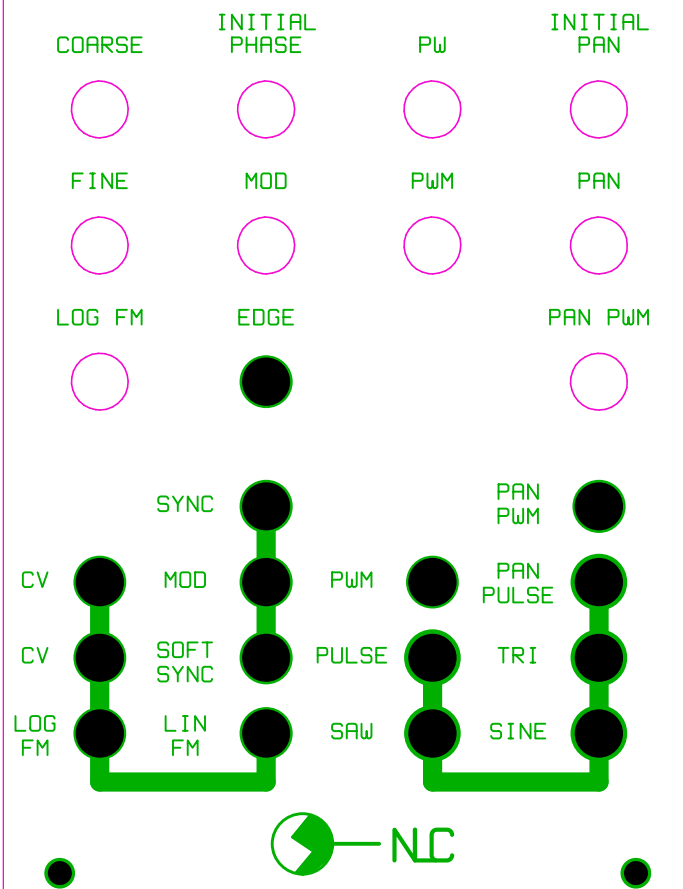 INITIAL
INITIAL
COARSE
PHASE
PW
PAN
FINE
MOD
PWM
PAN
LOG FM
EDGE
PAN PWM
SYNC
PAN
PWM
CV
MOD
PWM
PAN
PULSE
CV
SOFT
SYNC
PULSE
TRI
LOG
FM
LIN
FM
SAW
SINE
NLC